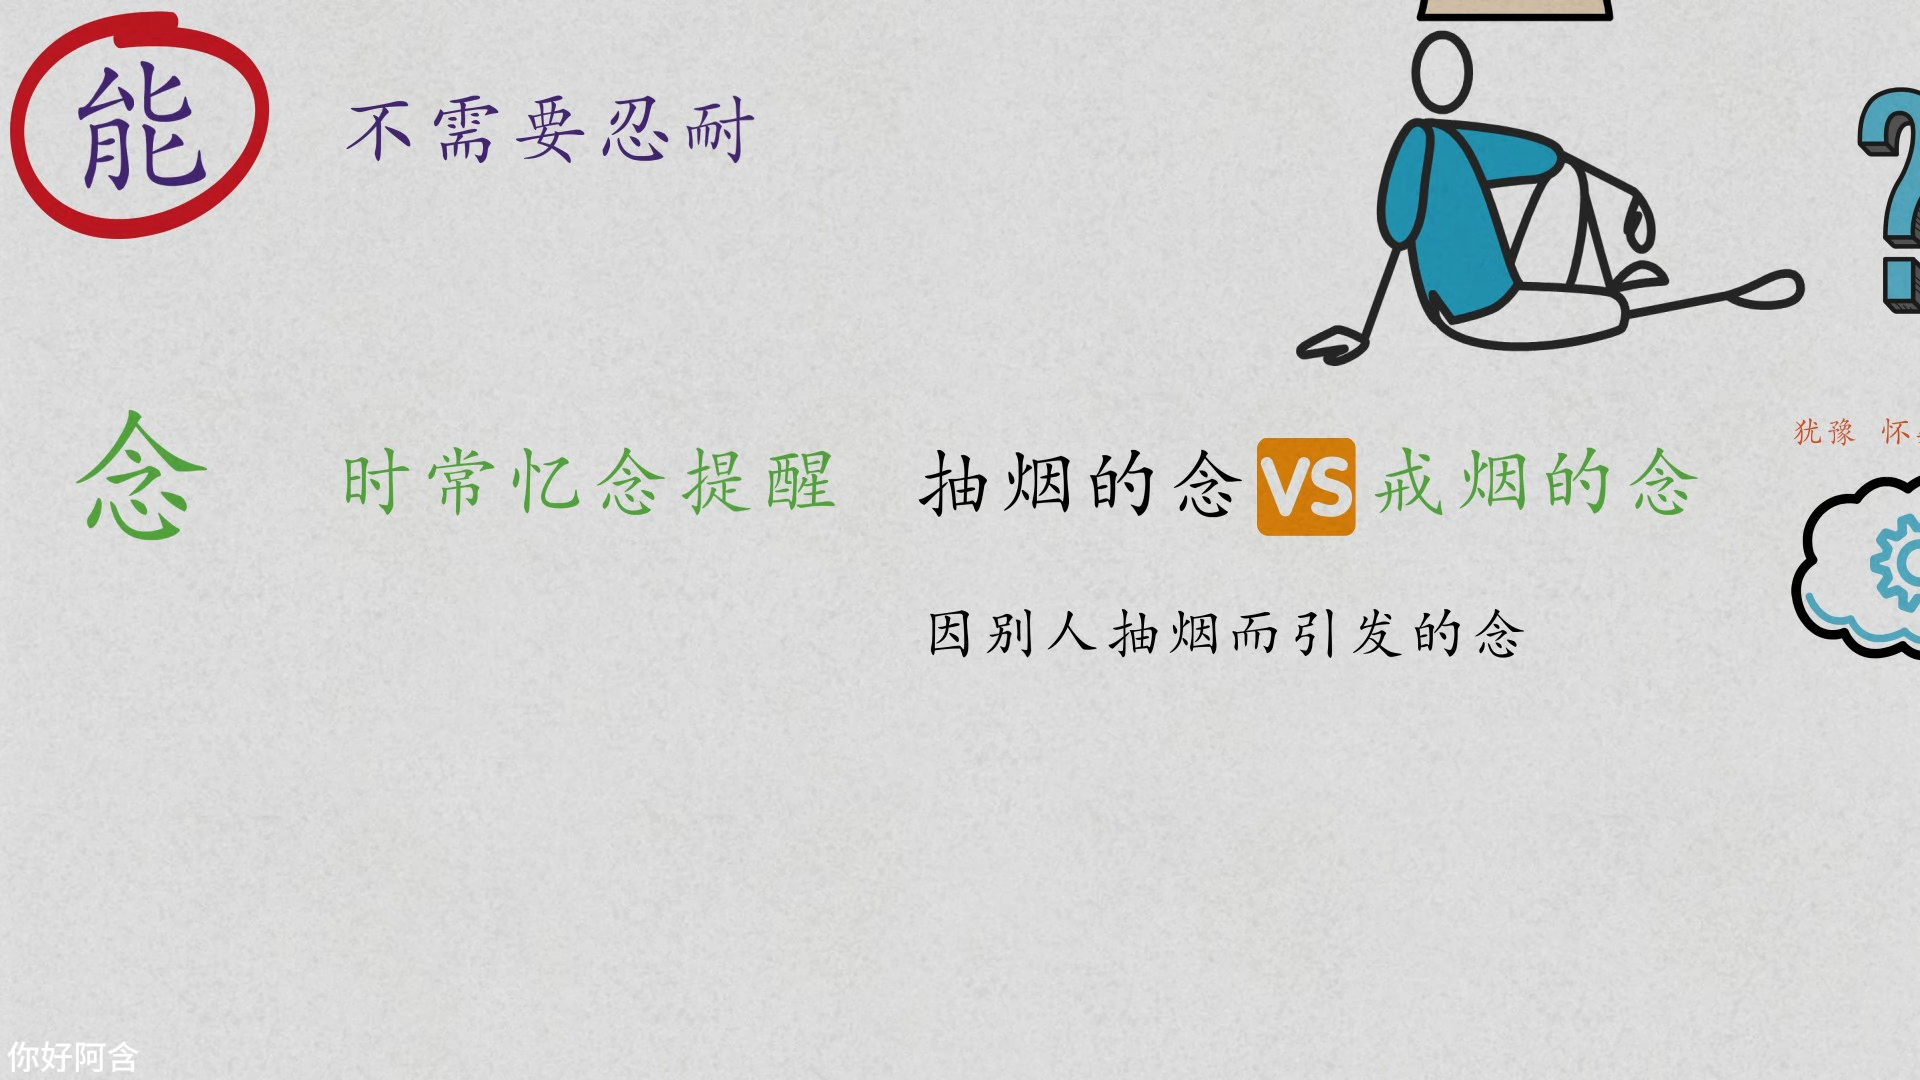 能
不需要忍耐
念
时常忆念提醒
抽烟的念 VS 戒烟的念
犹豫 怀
因别人抽烟而引发的念
你好阿含